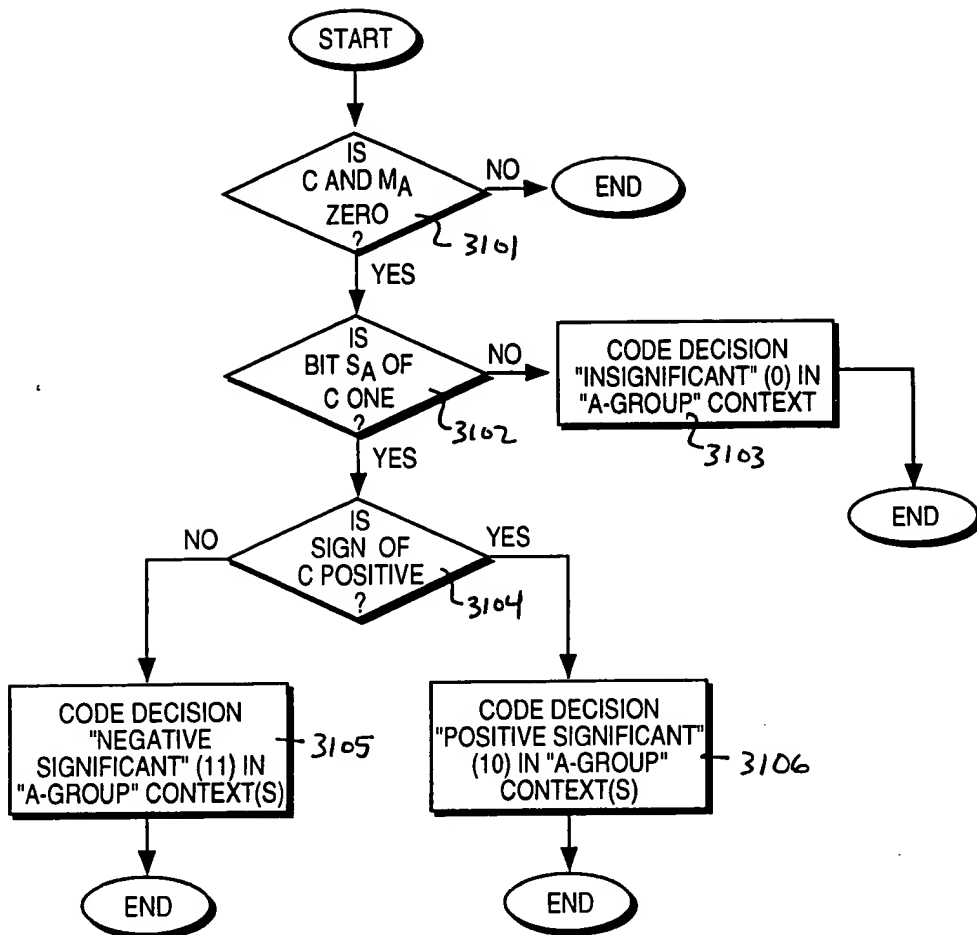 START
IS
C AND MA
ZERO
?
3101
NO
END
YES
IS
BIT SA OF
C ONE
?
3102
NO
CODE DECISION
"INSIGNIFICANT" (0) IN
"A-GROUP" CONTEXT
3103
END
YES
IS
SIGN OF
C POSITIVE
?
3104
NO
YES
CODE DECISION
"NEGATIVE
SIGNIFICANT" (11) IN
"A-GROUP" CONTEXT(S)
3105
CODE DECISION
"POSITIVE SIGNIFICANT"
(10) IN "A-GROUP"
CONTEXT(S)
3106
END
END